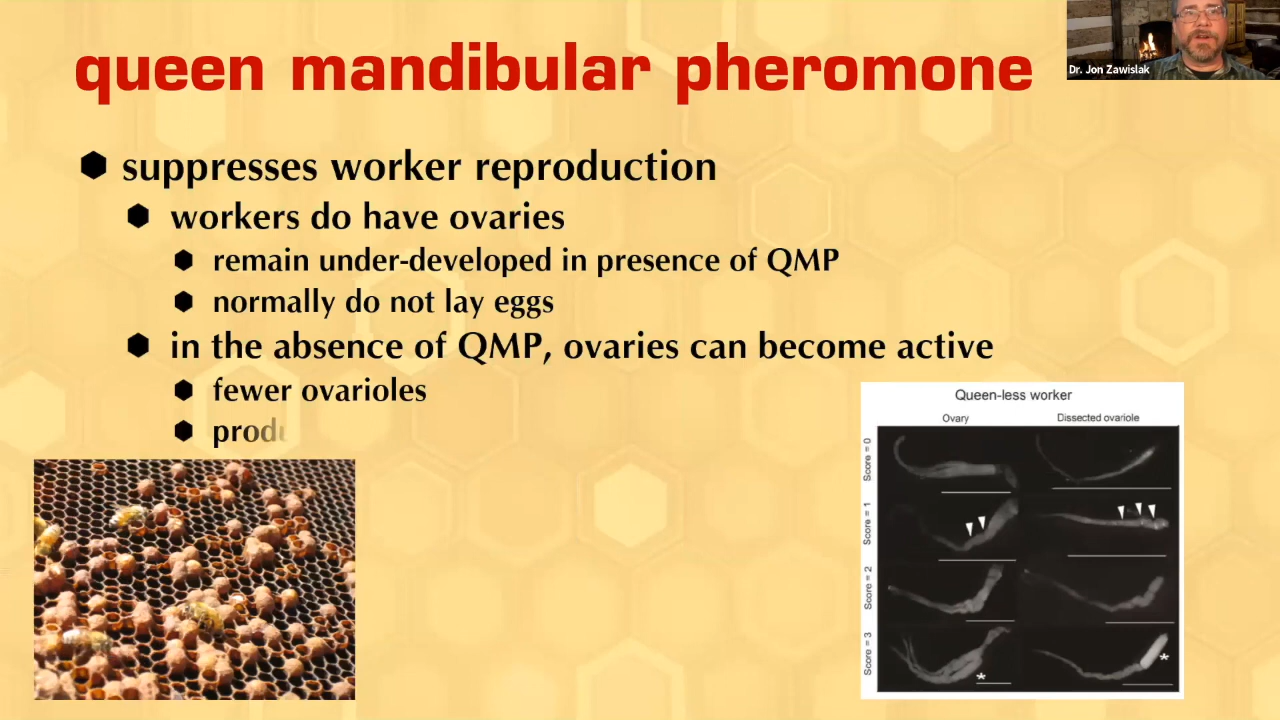 queen mandibular pheromone
Dr. Jon Zawislak
suppresses worker reproduction
workers do have ovaries
remain under-developed in presence of QMP
normally do not lay eggs
in the absence of QMP, ovaries can become active
fewer ovarioles
prod
Queen-less worker
Ovary
Dissected ovariole
Score = 0
Score = 1
Score = 2
Score = 3
*
*